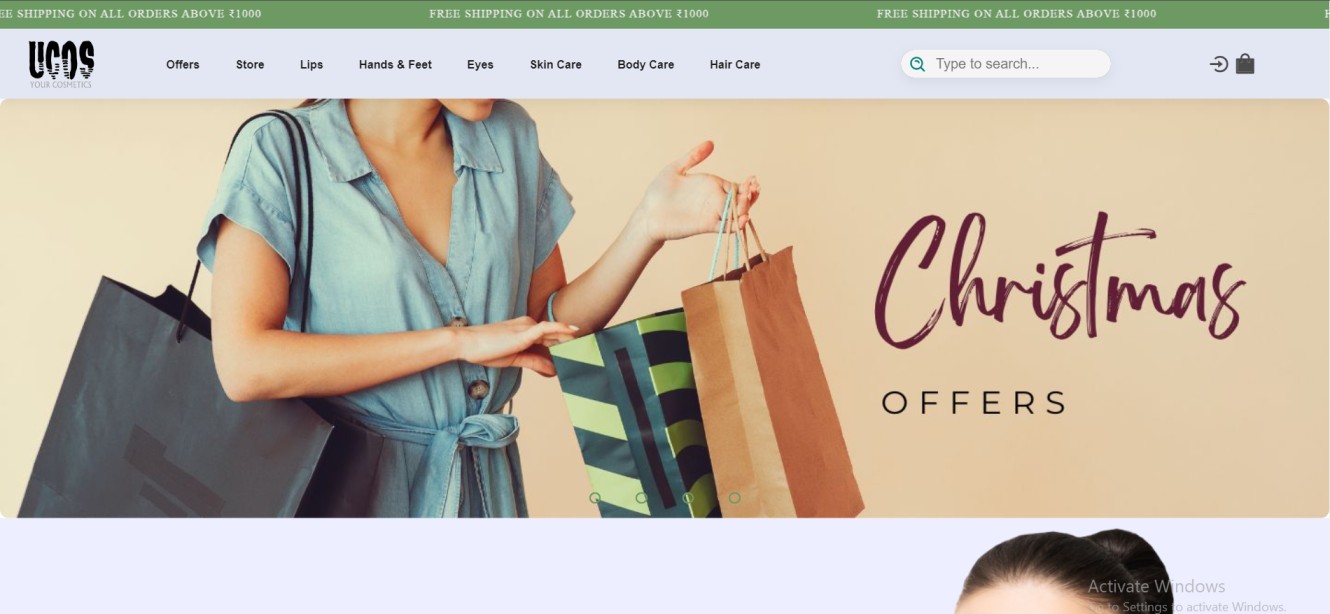 EE SHIPPING ON ALL ORDERS ABOVE ₹1000 FREE SHIPPING ON ALL ORDERS ABOVE ₹1000 FREE SHIPPING ON ALL ORDERS ABOVE ₹1000 F
UCOS
YOUR COSMETICS
Offers Store Lips Hands & Feet Eyes Skin Care Body Care Hair Care Type to search...
Christmas
OFFERS
Activate Windows
Go to Settings to activate Windows.